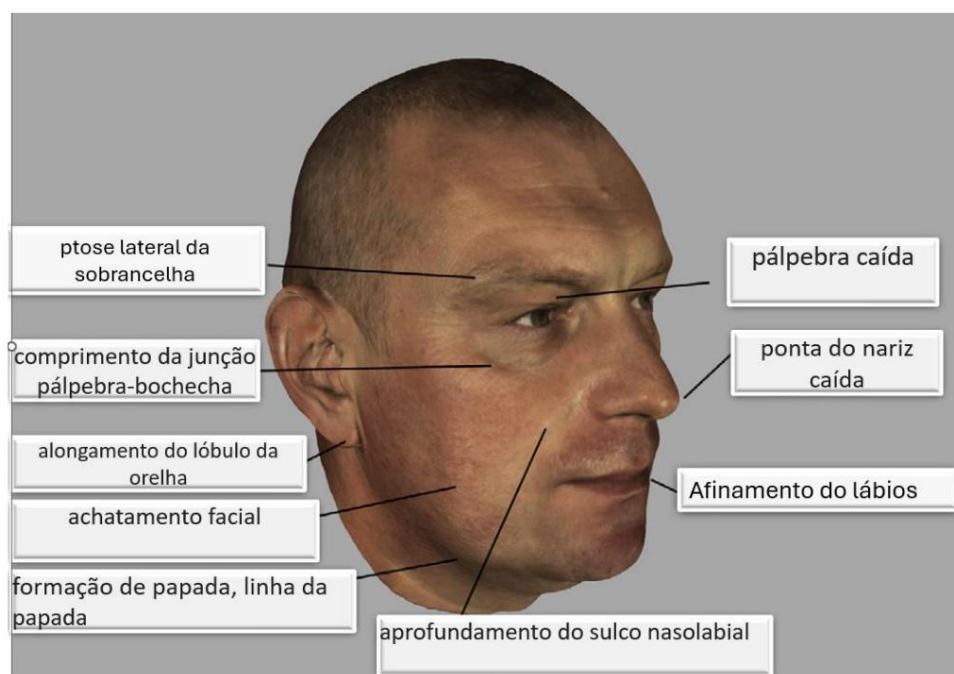 ptose lateral da
sobrancelha
pálpebra caída
comprimento da junção
pálpebra-bochecha
ponta do nariz
caída
alongamento do lóbulo da
orelha
Afinamento do lábios
achatamento facial
formação de papada, linha da
papada
aprofundamento do sulco nasolabial